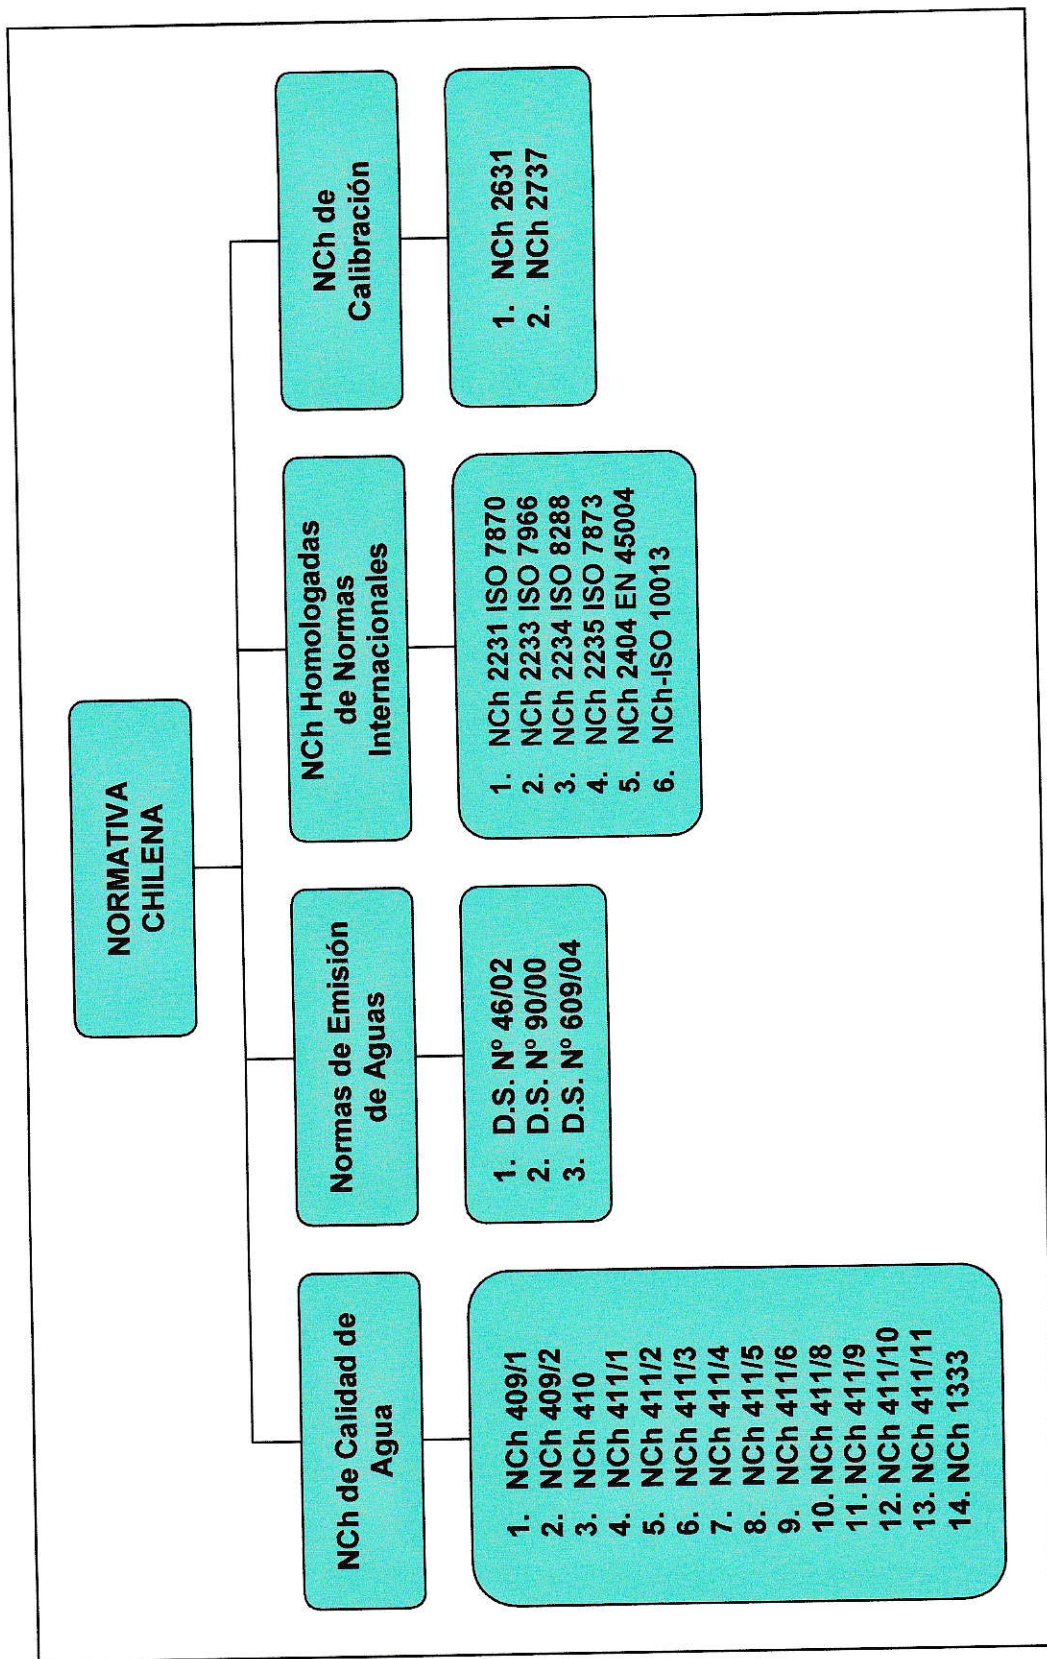 NORMATIVA
CHILENA
NCh de Calidad de
Agua
1. NCh 409/1
2. NCh 409/2
3. NCh 410
4. NCh 411/1
5. NCh 411/2
6. NCh 411/3
7. NCh 411/4
8. NCh 411/5
9. NCh 411/6
10. NCh 411/8
11. NCh 411/9
12. NCh 411/10
13. NCh 411/11
14. NCh 1333
Normas de Emisión
de Aguas
1. D.S. Nº 46/02
2. D.S. Nº 90/00
3. D.S. Nº 609/04
NCh Homologadas
de Normas
Internacionales
1. NCh 2231 ISO 7870
2. NCh 2233 ISO 7966
3. NCh 2234 ISO 8288
4. NCh 2235 ISO 7873
5. NCh 2404 EN 45004
6. NCh-ISO 10013
NCh de
Calibración
1. NCh 2631
2. NCh 2737